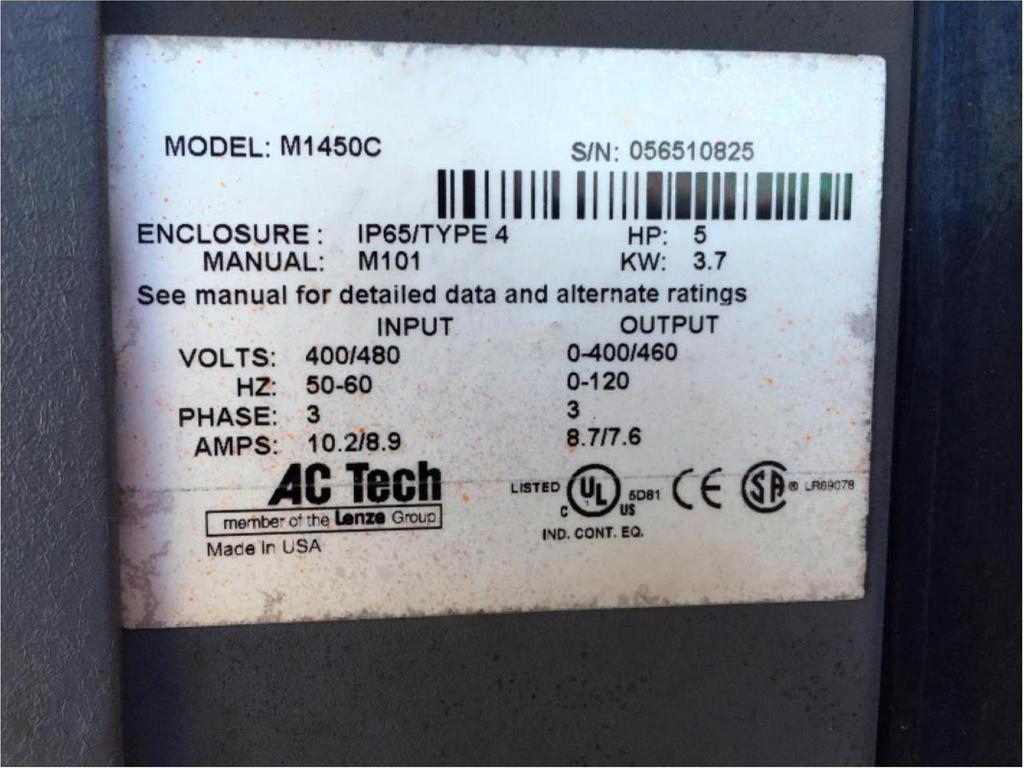 MODEL: M1450C
S/N: 056510825
ENCLOSURE: IP65/TYPE 4 HP: 5
MANUAL: M101 KW: 3.7
See manual for detailed data and alternate ratings
INPUT OUTPUT
VOLTS: 400/480 0-400/460
HZ: 50-60 0-120
PHASE: 3 3
AMPS: 10.2/8.9 8.7/7.6
AC Tech
member of the Lenze Group
Made in USA
LISTED C UL US 5D81 CE SA® LR69078
IND. CONT. EQ.